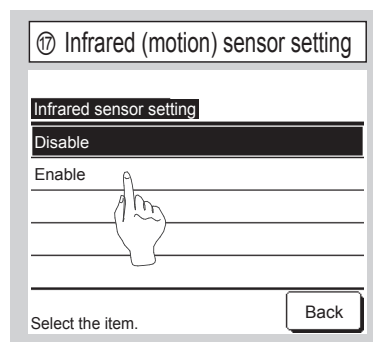 ⑰ Infrared (motion) sensor setting
Infrared sensor setting
Disable
Enable
Select the item.
Back